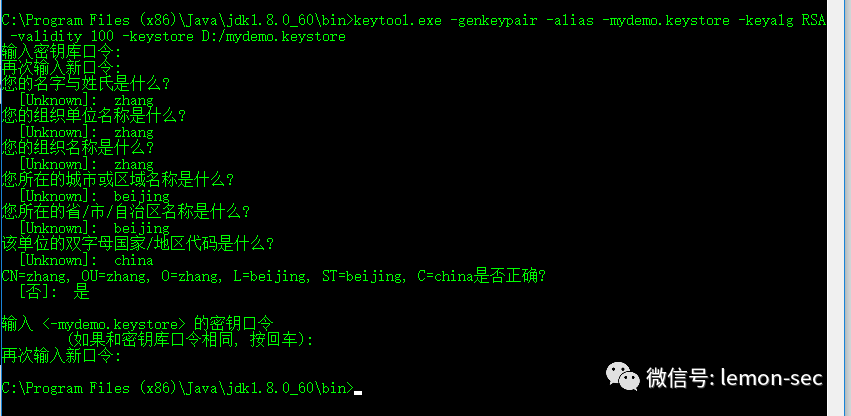 C:\Program Files (x86)\Java\jdk1.8.0_60\bin>keytool.exe -genkeypair -alias -mydemo.keystore -keyalg RSA
-validity 100 -keystore D:/mydemo.keystore
输入密钥库口令:
再次输入新口令:
您的名字与姓氏是什么?
[Unknown]: zhang
您的组织单位名称是什么?
[Unknown]: zhang
您的组织名称是什么?
[Unknown]: zhang
您所在的城市或区域名称是什么?
[Unknown]: beijing
您所在的省/市/自治区名称是什么?
[Unknown]: beijing
该单位的双字母国家/地区代码是什么?
[Unknown]: china
CN=zhang, OU=zhang, O=zhang, L=beijing, ST=beijing, C=china是否正确?
[否]: 是
输入 <-mydemo.keystore> 的密钥口令
(如果和密钥库口令相同, 按回车):
再次输入新口令:
C:\Program Files (x86)\Java\jdk1.8.0_60\bin>
微信号: lemon-sec